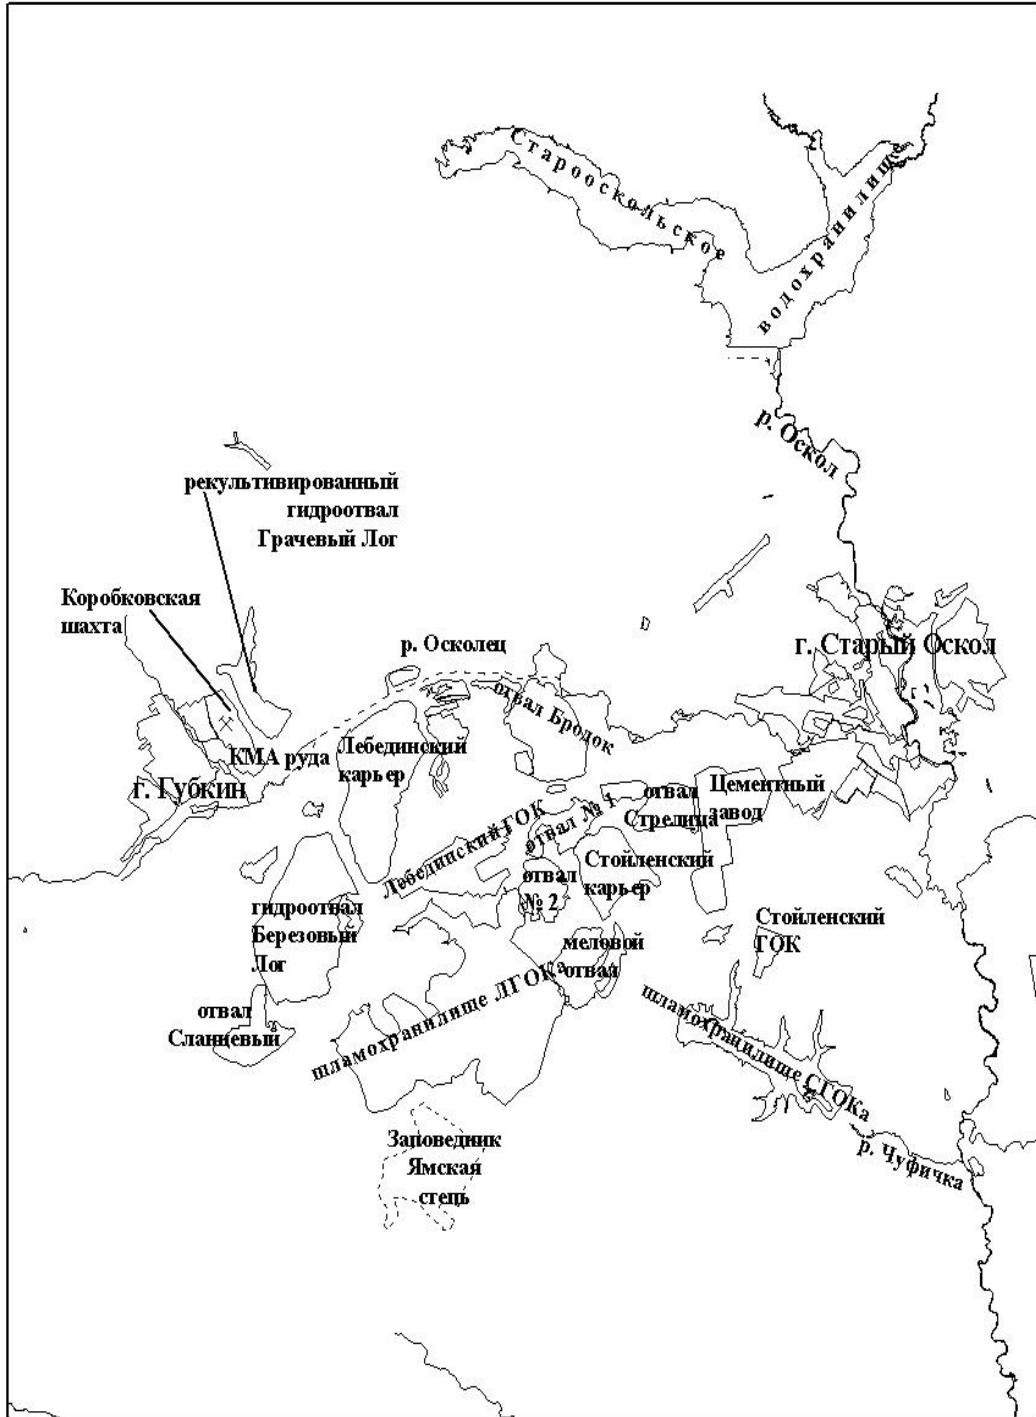 Старооскольское
водохранилище
р. Оскол
рекультивированный
гидроотвал
Грачевый Лог
Коробковская
шахта
р. Осколец
г. Старый Оскол
отвал Бродок
КМА руда
Лебединский
карьер
г. Губкин
отвал
Стрелица
Цементный
завод
Лебединский ГОК
отвал № 1
Стойленский
карьер
отвал
№ 2
гидроотвал
Березовый
Лог
Стойленский
ГОК
меловой
отвал
шламохранилище ЛГОКа
отвал
Сланцевый
шламохранилище СГОКа
Заповедник
Ямская
степь
р. Чуфичка